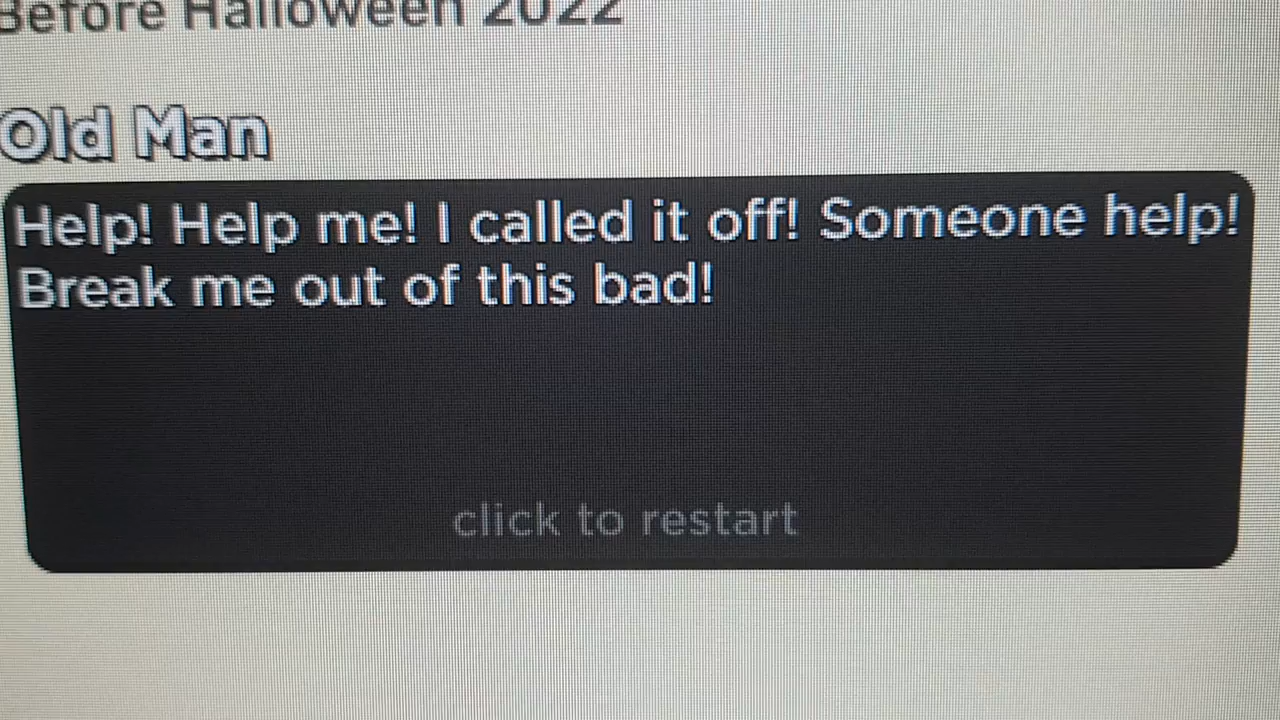 Before Halloween 2022
Old Man
Help! Help me! I called it off! Someone help!
Break me out of this bad!
click to restart